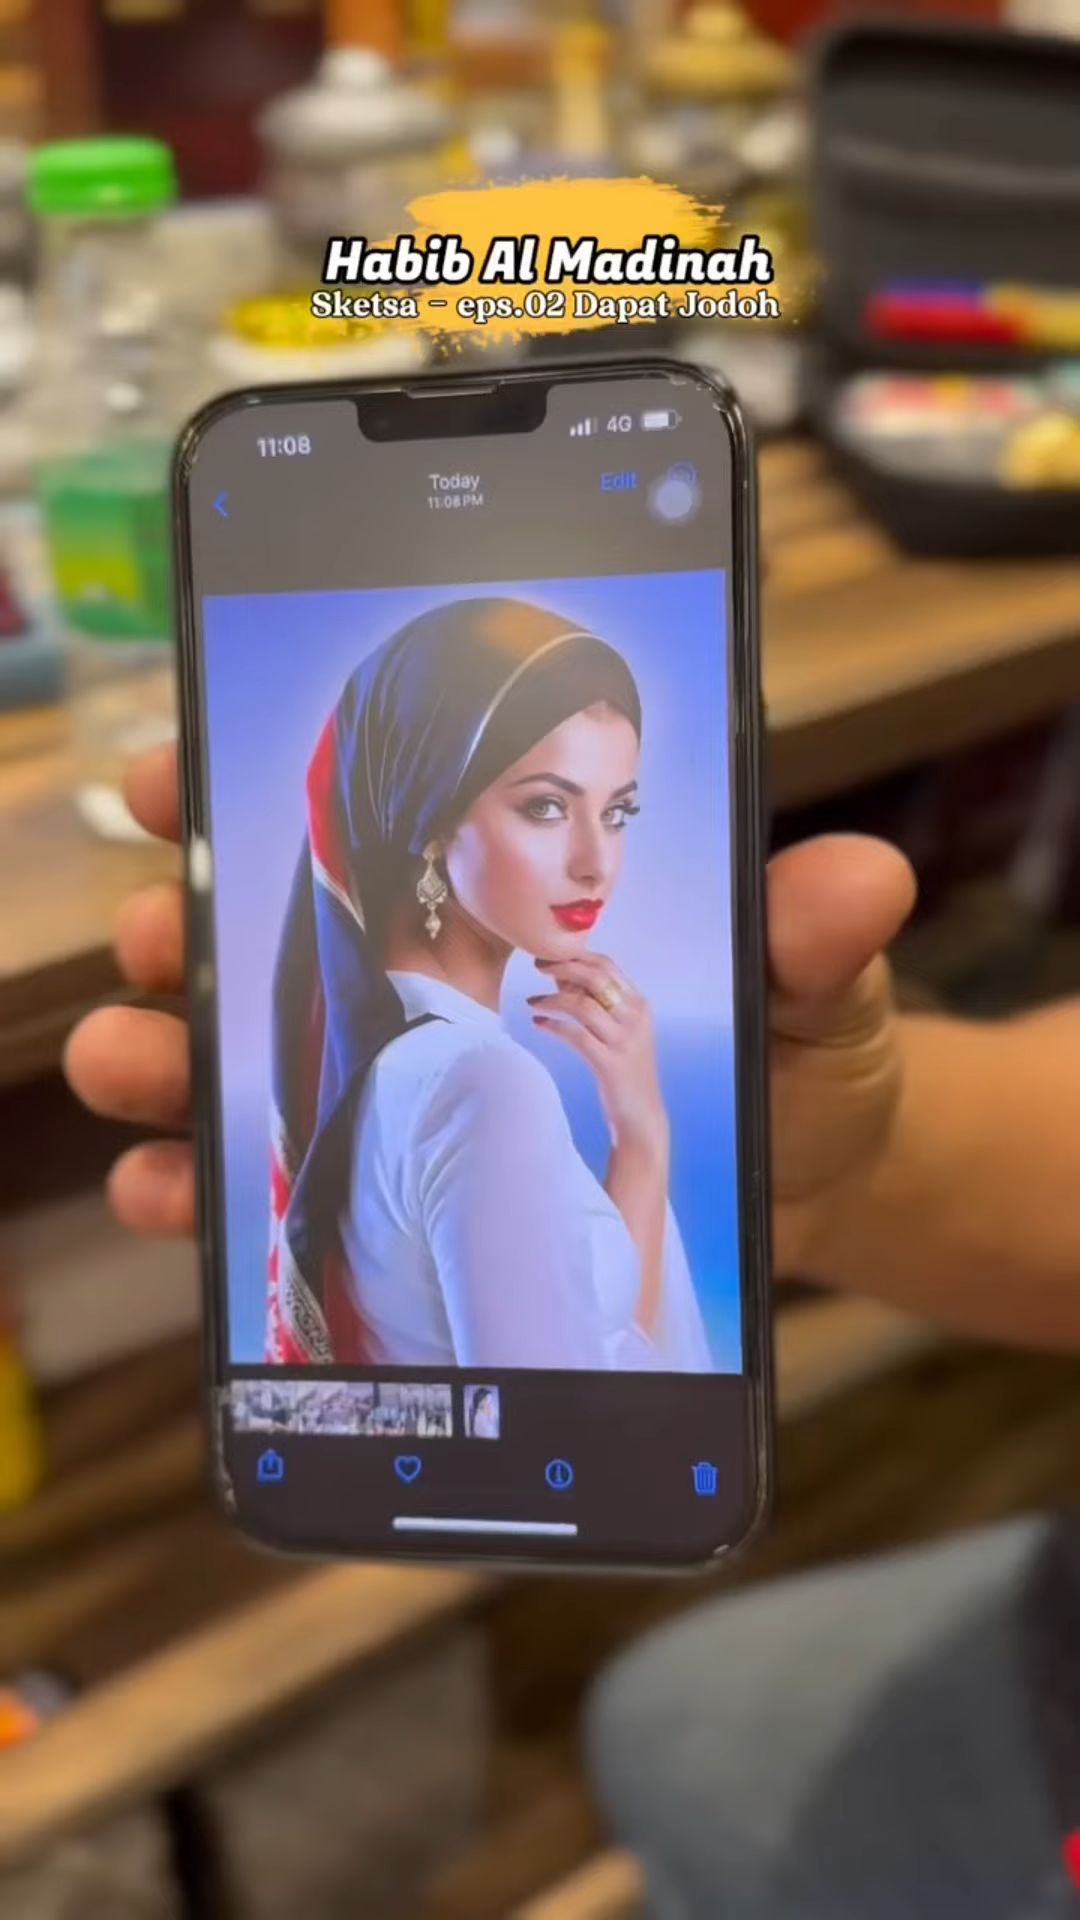 Habib Al Madinah
Sketsa - eps.02 Dapat Jodoh
11:08
4G
Today
11:08 PM
Edit